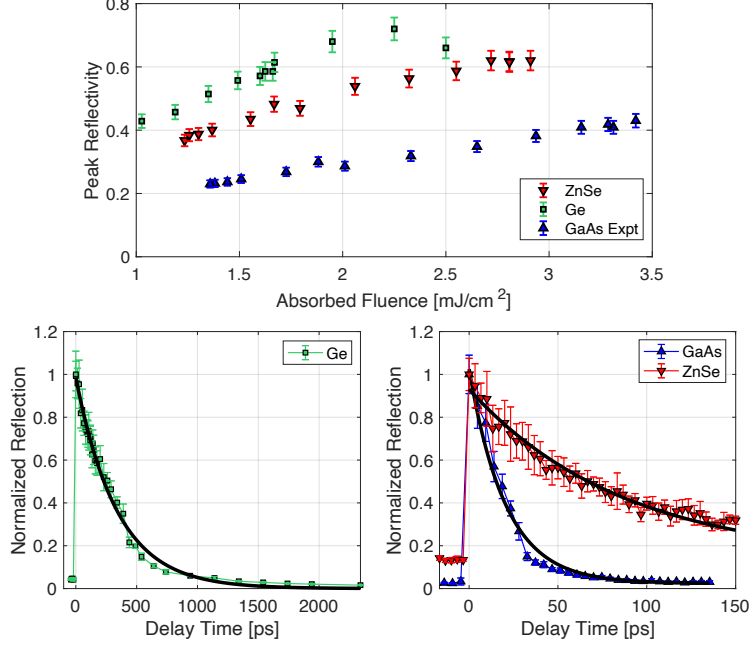 0.8
0.6
0.4
0.2
0
Peak Reflectivity
1
1.5
2
2.5
3
3.5
Absorbed Fluence [mJ/cm²]
ZnSe
Ge
GaAs Expt
1.2
1
0.8
0.6
0.4
0.2
0
Normalized Reflection
0
500
1000
1500
2000
Delay Time [ps]
Ge
1.2
1
0.8
0.6
0.4
0.2
0
Normalized Reflection
0
50
100
150
Delay Time [ps]
GaAs
ZnSe